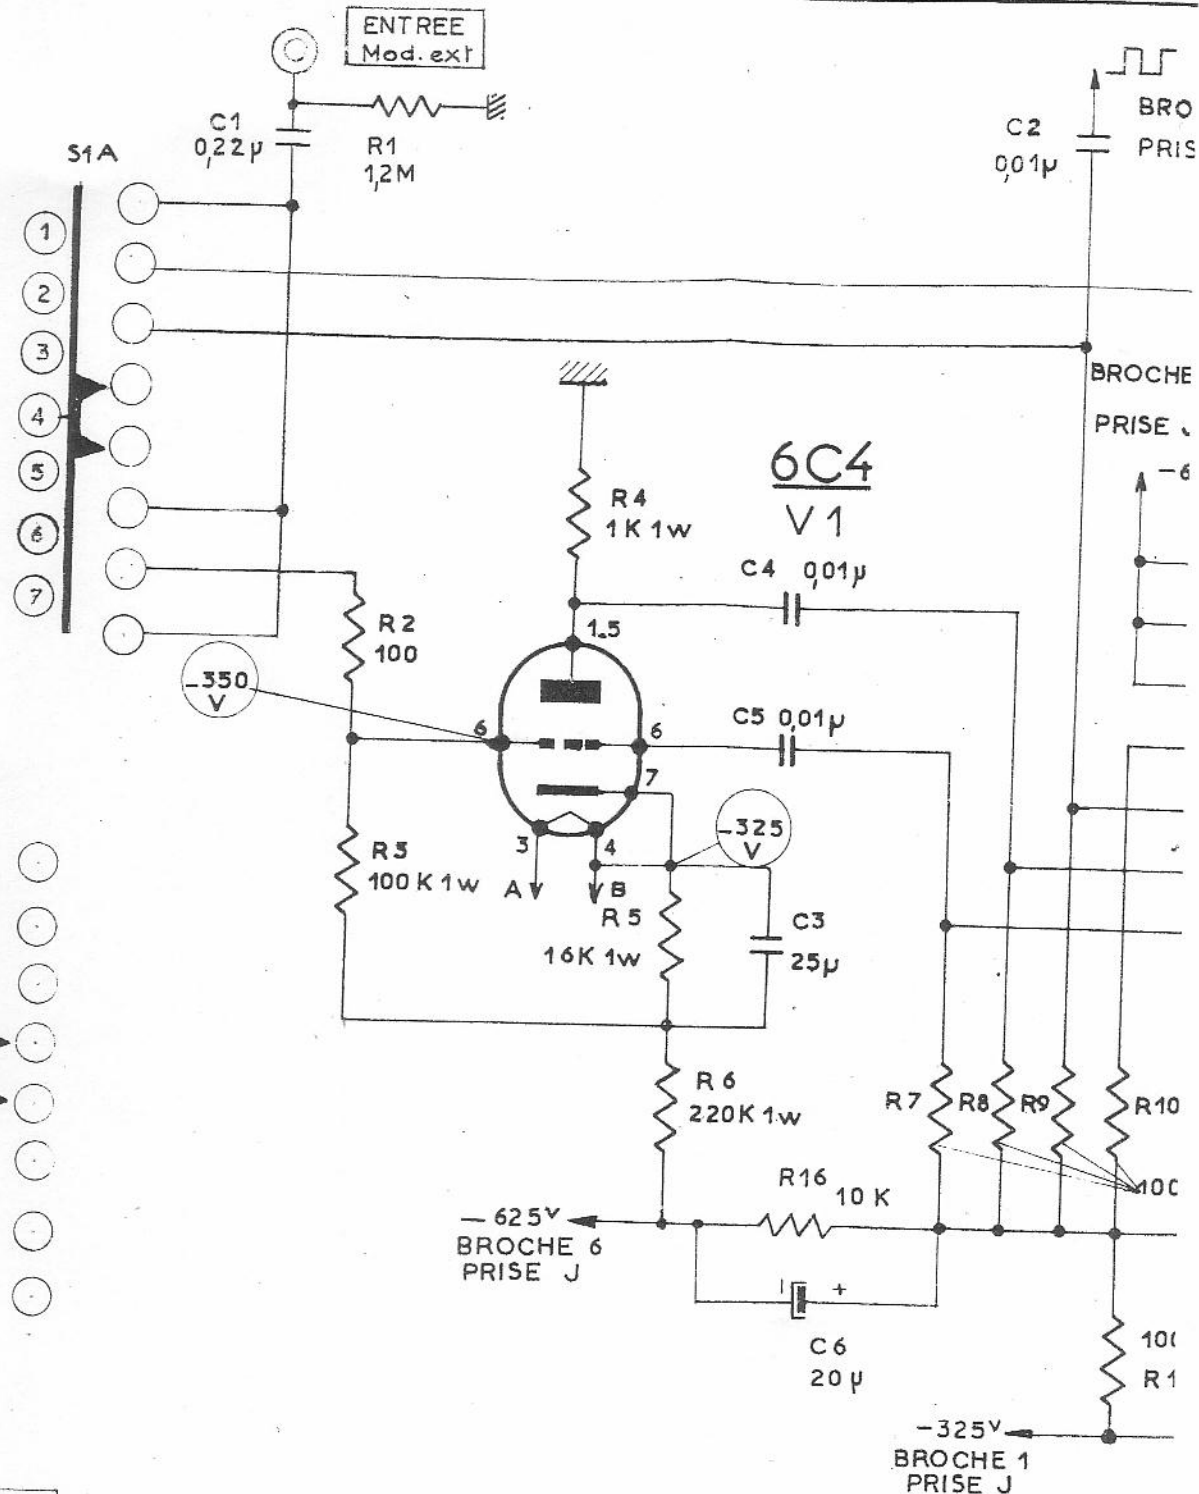 ENTREE
Mod. ext
C1
0,22µ
R1
1,2M
S1A
C2
0,01µ
BRO
PRIS
1
2
3
4
5
6
7
BROCHE
PRISE
-6
6C4
V1
R4
1K 1w
C4 0,01µ
R2
100
1.5
-350
V
6
6
C5 0,01µ
7
-325
V
3
4
R3
100K 1w
A
B
R5
16K 1w
C3
25µ
R6
220K 1w
R7
R8
R9
R10
100
R16
10 K
-625V
BROCHE 6
PRISE J
- +
C6
20µ
R1
-325V
BROCHE 1
PRISE J